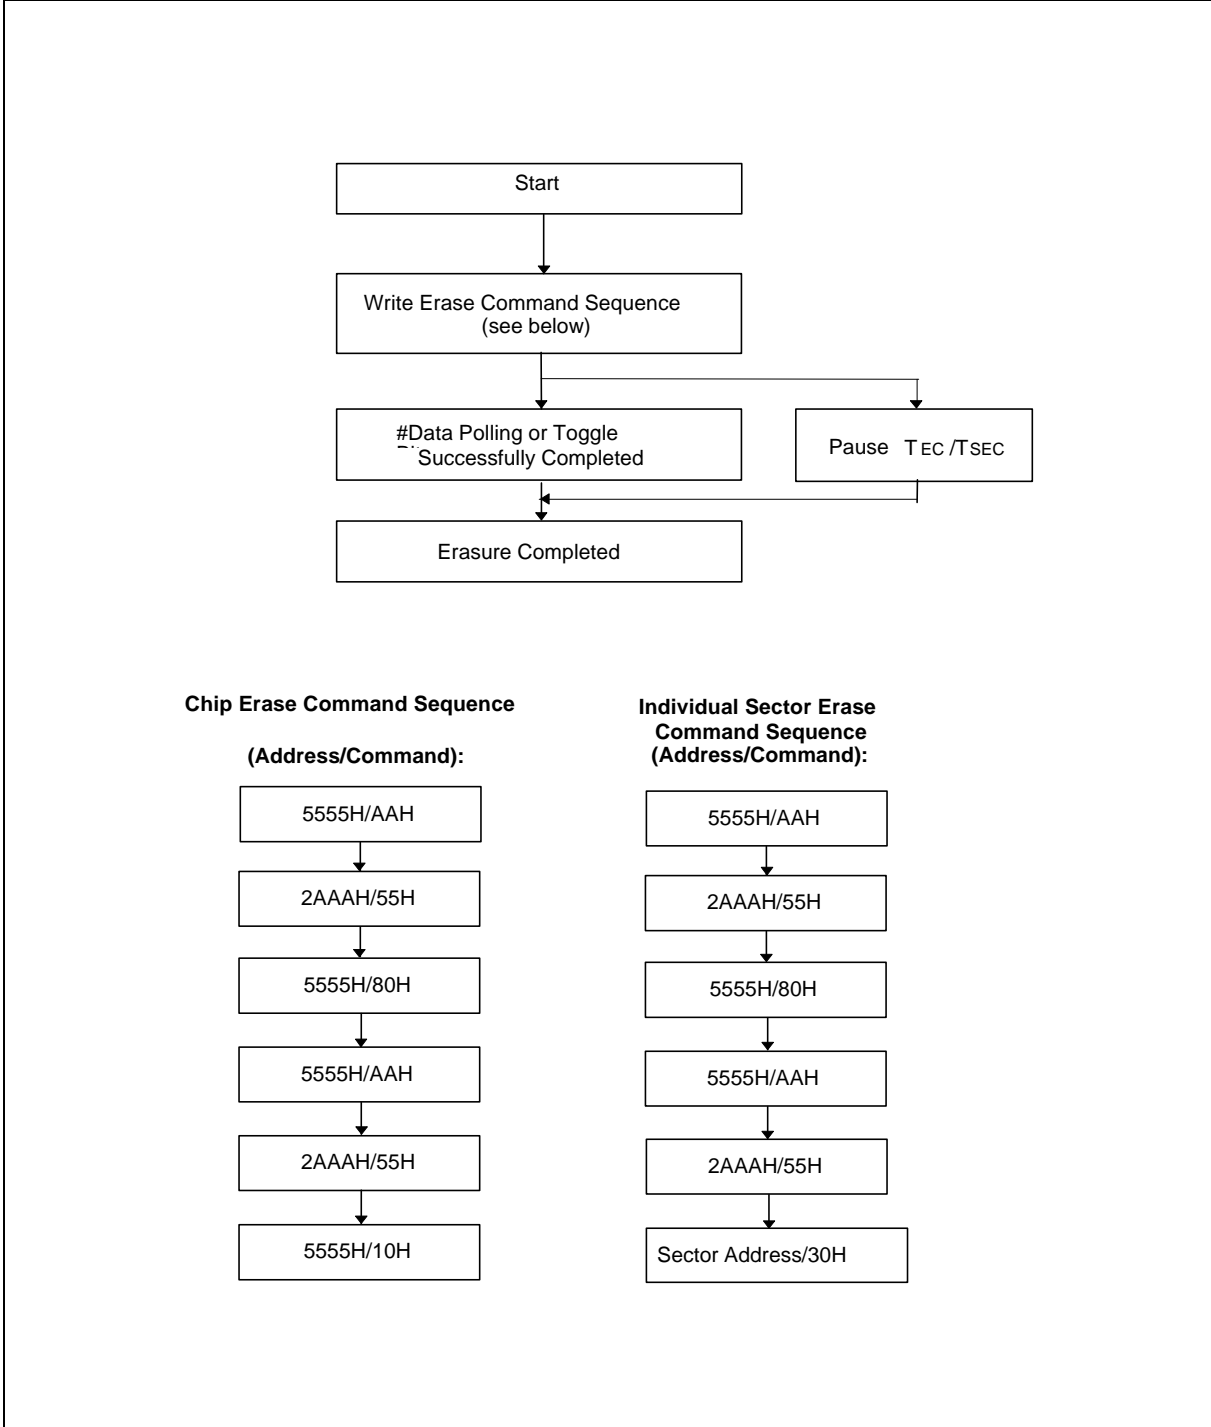 Start
Write Erase Command Sequence
(see below)
#Data Polling or Toggle
Successfully Completed
Pause TEC/TSEC
Erasure Completed
Chip Erase Command Sequence
(Address/Command):
5555H/AAH
2AAAH/55H
5555H/80H
5555H/AAH
2AAAH/55H
5555H/10H
Individual Sector Erase
Command Sequence
(Address/Command):
5555H/AAH
2AAAH/55H
5555H/80H
5555H/AAH
2AAAH/55H
Sector Address/30H